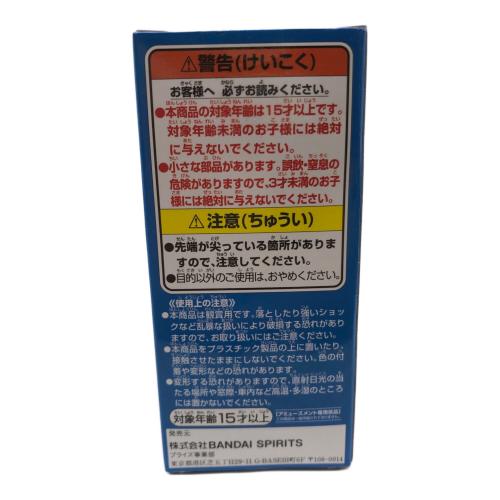 ⚠警告(けいこく)
お客様へ 必ずお読みください。
●本商品の対象年齢は15才以上です。
対象年齢未満のお子様には絶対
に与えないでください。
●小さな部品があります。誤飲・窒息の
危険がありますので、3才未満のお子
様には絶対に与えないでください。
⚠注意(ちゅうい)
●先端が尖っている箇所がありま
すので、注意してください。
●目的以外のご使用は、おやめください。
《使用上の注意》
●本商品は観賞用です。落としたり強いショッ
クなど乱暴な扱いにより破損する恐れがあり
ますので、お取り扱いにはご注意ください。
●本商品をプラスチック製品の上に置いたり、
接触させたままにしないでください。色の付
着や変形などの恐れがあります。
●変形する恐れがありますので、直射日光の当
たる場所や窓際・車内など高温・多湿のところ
には置かないでください。
対象年齢15才以上
【アミューズメント専用景品】
発売元
株式会社BANDAI SPIRITS
プライズ事業部